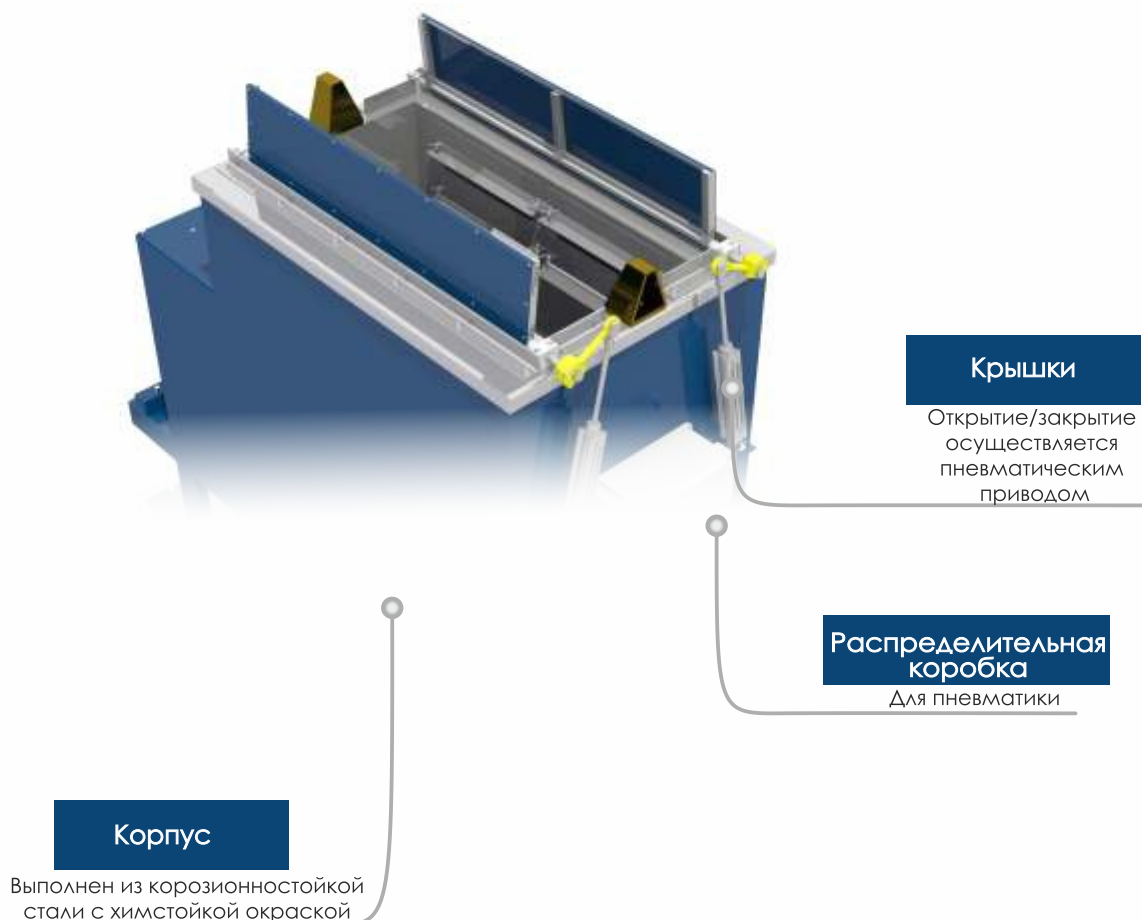 Крышки
Открытие/закрытие
осуществляется
пневматическим
приводом
Распределительная
коробка
Для пневматики
Корпус
Выполнен из корозионностойкой
стали с химстойкой окраской